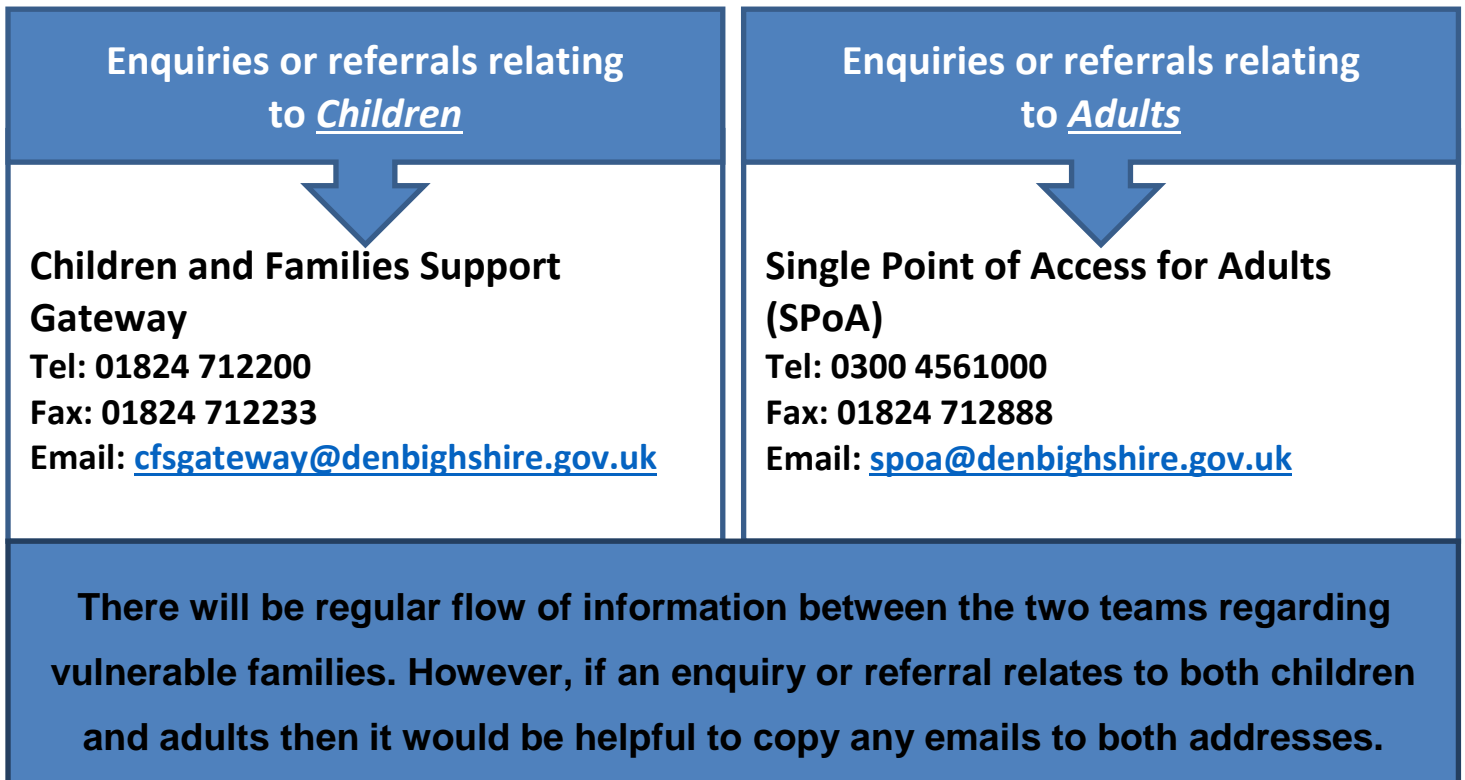 Enquiries or referrals relating
to Children
Children and Families Support
Gateway
Tel: 01824 712200
Fax: 01824 712233
Email: cfsgateway@denbighshire.gov.uk
Enquiries or referrals relating
to Adults
Single Point of Access for Adults
(SPoA)
Tel: 0300 4561000
Fax: 01824 712888
Email: spoa@denbighshire.gov.uk
There will be regular flow of information between the two teams regarding
vulnerable families. However, if an enquiry or referral relates to both children
and adults then it would be helpful to copy any emails to both addresses.